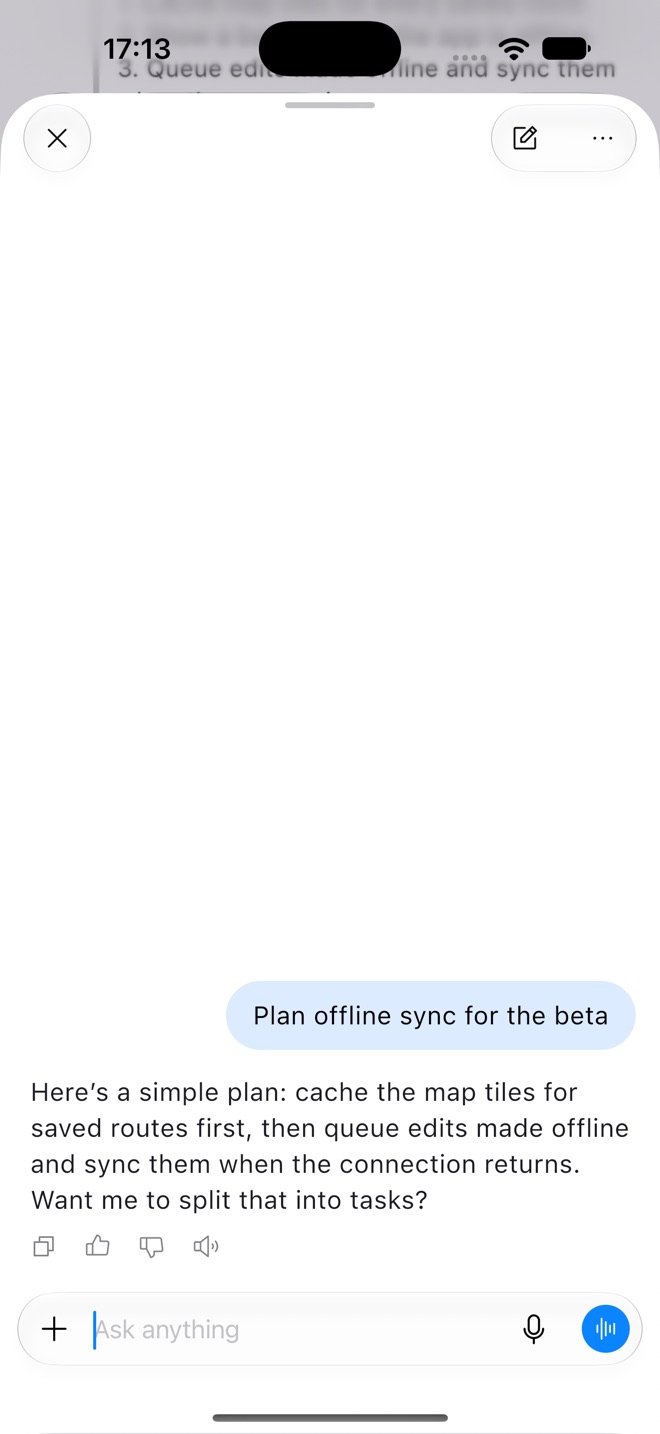 17:13
3. Queue edits made offline and sync them
Plan offline sync for the beta
Here’s a simple plan: cache the map tiles for
saved routes first, then queue edits made offline
and sync them when the connection returns.
Want me to split that into tasks?
Ask anything